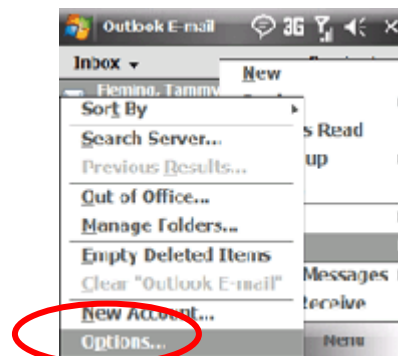 Outlook E-mail 3G
Inbox
New
Fleming, Tammy
Sort By
s Read
Search Server...
up
Previous Results...
Out of Office...
Manage Folders...
Empty Deleted Items
Messages
Clear "Outlook E-mail"
New Account...
Receive
Options...
Menu